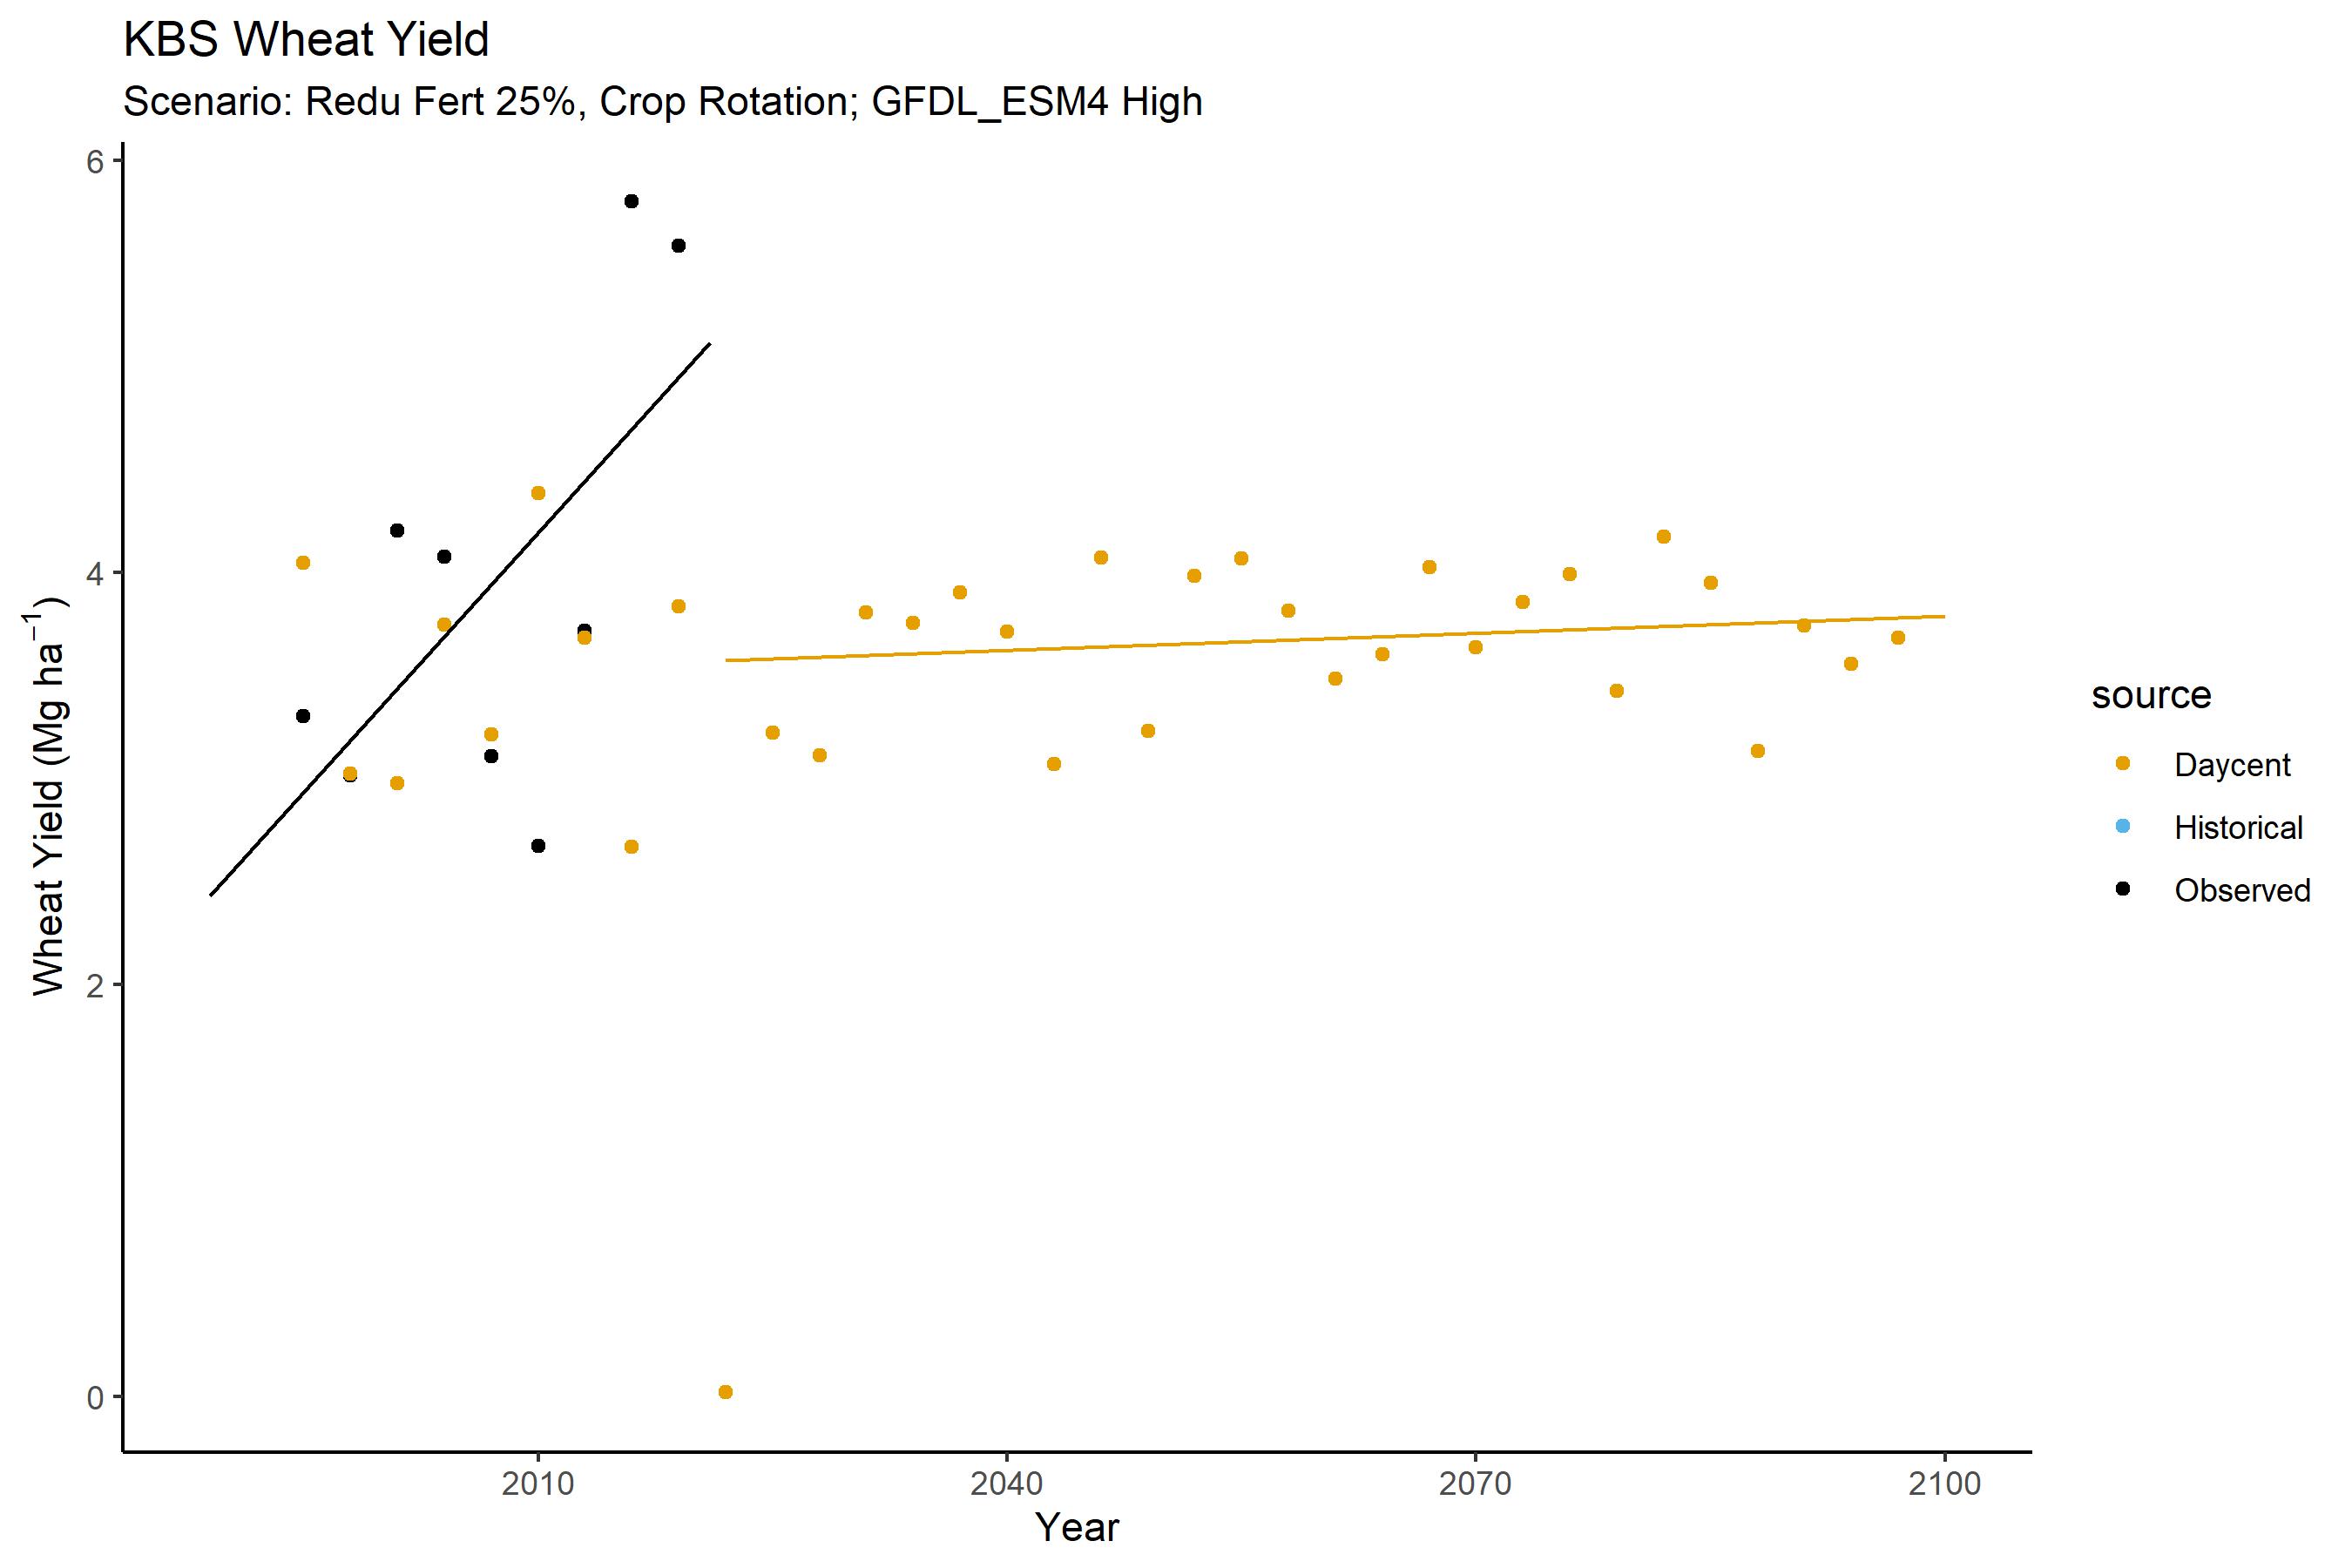 KBS Wheat Yield
Scenario: Redu Fert 25%, Crop Rotation; GFDL_ESM4 High
Wheat Yield (Mg ha⁻¹)
6
4
2
0
2010
2040
2070
2100
Year
source
Daycent
Historical
Observed